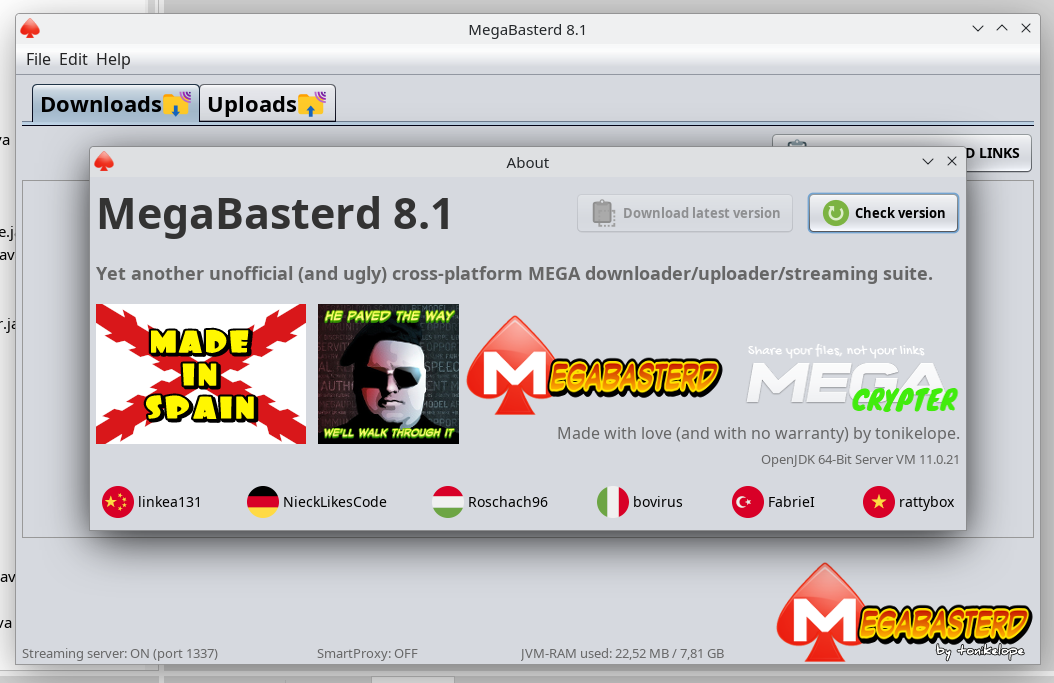 MegaBasterd 8.1
File Edit Help
Downloads
Uploads
D LINKS
About
MegaBasterd 8.1
Download latest version
Check version
Yet another unofficial (and ugly) cross-platform MEGA downloader/uploader/streaming suite.
MADE
IN
SPAIN
HE PAVED THE WAY
WE'LL WALK THROUGH IT
MEGABASTERD
Share your files, not your links
MEGA
CRYPTER
Made with love (and with no warranty) by tonikelope.
OpenJDK 64-Bit Server VM 11.0.21
linkea131
NieckLikesCode
Roschach96
bovirus
FabrieI
rattybox
MEGABASTERD
by tonikelope
Streaming server: ON (port 1337)
SmartProxy: OFF
JVM-RAM used: 22,52 MB / 7,81 GB